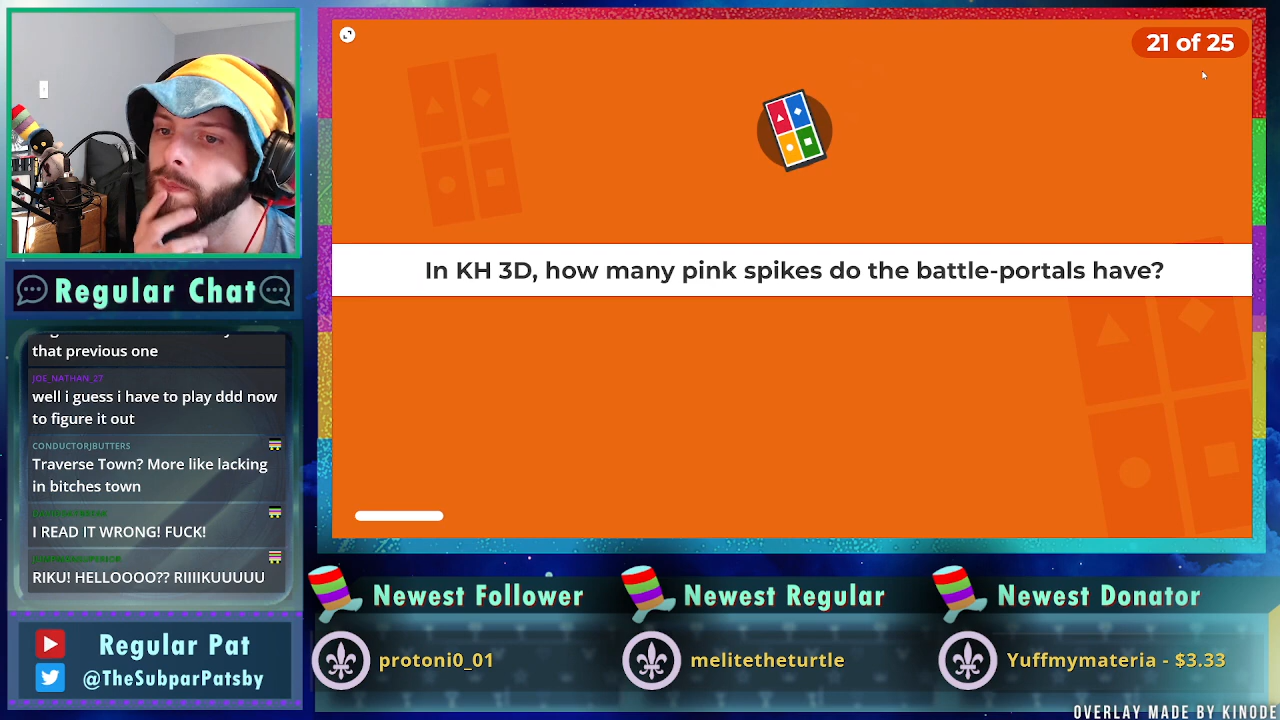 21 of 25
In KH 3D, how many pink spikes do the battle-portals have?
Regular Chat
that previous one
JOE_NATHAN_27
well i guess i have to play ddd now
to figure it out
CONDUCTORJBUTTERS
Traverse Town? More like lacking
in bitches town
I READ IT WRONG! FUCK!
RIKU! HELLOOOO?? RIIIIKUUUUU
Regular Pat
@TheSubparPatsby
Newest Follower
protoni0_01
Newest Regular
melitetheturtle
Newest Donator
Yuffmymateria - $3.33
OVERLAY MADE BY KINODE